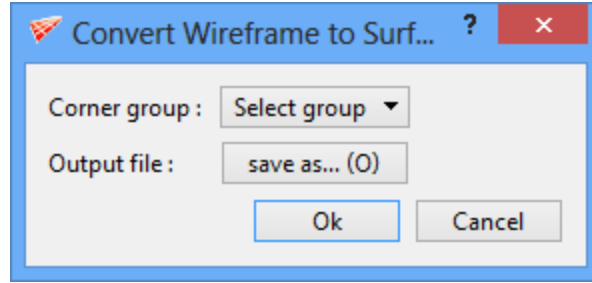 Convert Wireframe to Surf... ? ×
Corner group : Select group
Output file : save as... (O)
Ok Cancel